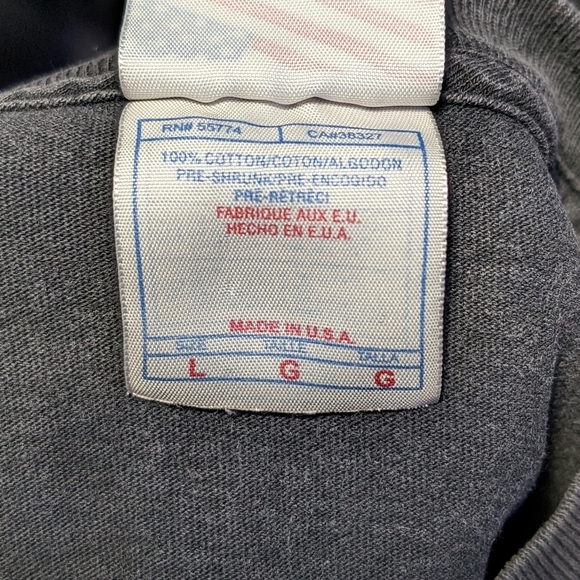 RN# 55774 CA#38327
100% COTTON/COTON/ALGODON
PRE-SHRUNK/PRE-ENCOGIDO
PRE-RETRECI
FABRIQUE AUX E.U.
HECHO EN E.U.A.
MADE IN U.S.A.
SIZE TAILLE TALLA
L G G